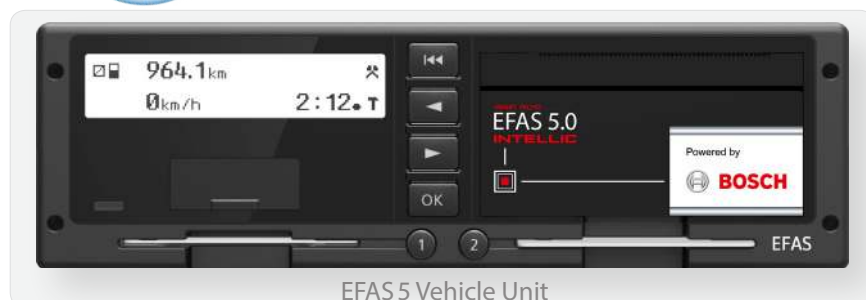 964.1km
0km/h 2:12• T
EFAS 5.0
INTELLIC
Powered by
BOSCH
OK
1 2
EFAS
EFAS 5 Vehicle Unit